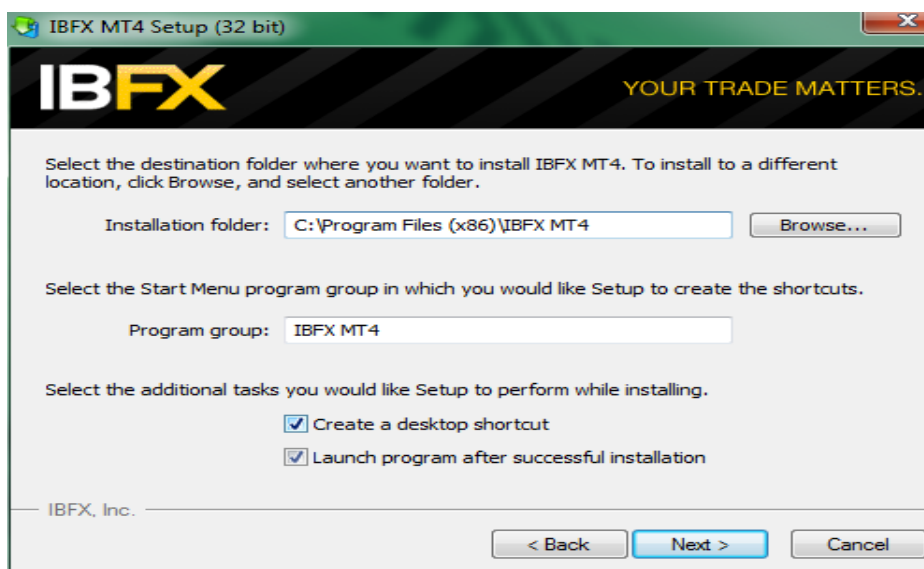 IBFX MT4 Setup (32 bit)
IBFX
YOUR TRADE MATTERS.
Select the destination folder where you want to install IBFX MT4. To install to a different
location, click Browse, and select another folder.
Installation folder: C:\Program Files (x86)\IBFX MT4 Browse...
Select the Start Menu program group in which you would like Setup to create the shortcuts.
Program group: IBFX MT4
Select the additional tasks you would like Setup to perform while installing.
Create a desktop shortcut
Launch program after successful installation
IBFX, Inc.
< Back Next > Cancel